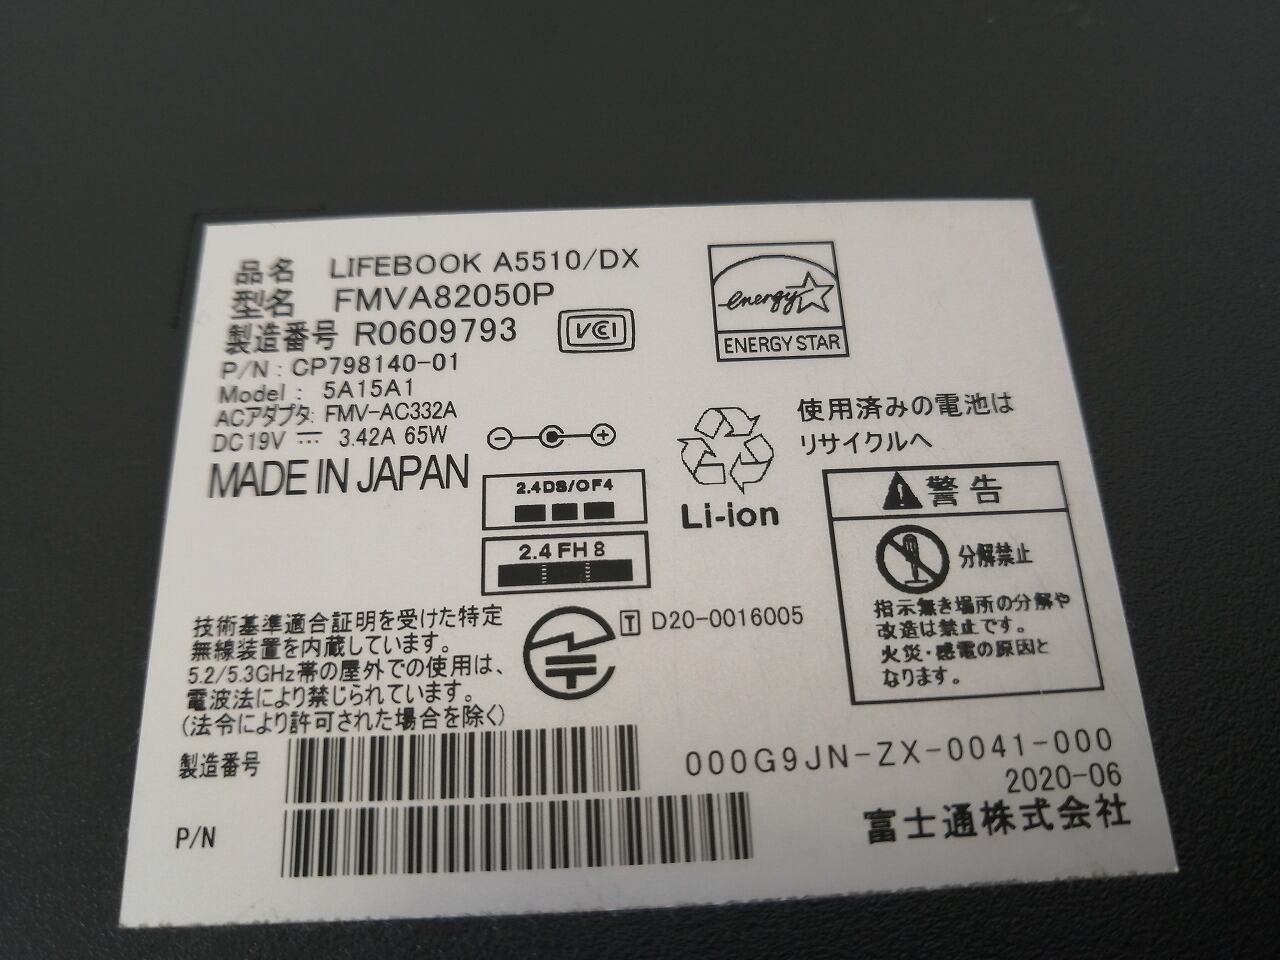 品名 LIFEBOOK A5510/DX
型名 FMVA82050P
製造番号 R0609793
VCCI
P/N : CP798140-01
Model : 5A15A1
ACアダプタ: FMV-AC332A
DC19V 3.42A 65W
MADE IN JAPAN
energy
ENERGY STAR
2.4DS/OF4
2.4FH8
Li-ion
使用済みの電池は
リサイクルへ
警告
分解禁止
指示無き場所の分解や
改造は禁止です。
火災・感電の原因と
なります。
技術基準適合証明を受けた特定
無線装置を内蔵しています。
5.2/5.3GHz帯の屋外での使用は、
電波法により禁じられています。
(法令により許可された場合を除く)
T D20-0016005
製造番号
P/N
000G9JN-ZX-0041-000
2020-06
富士通株式会社